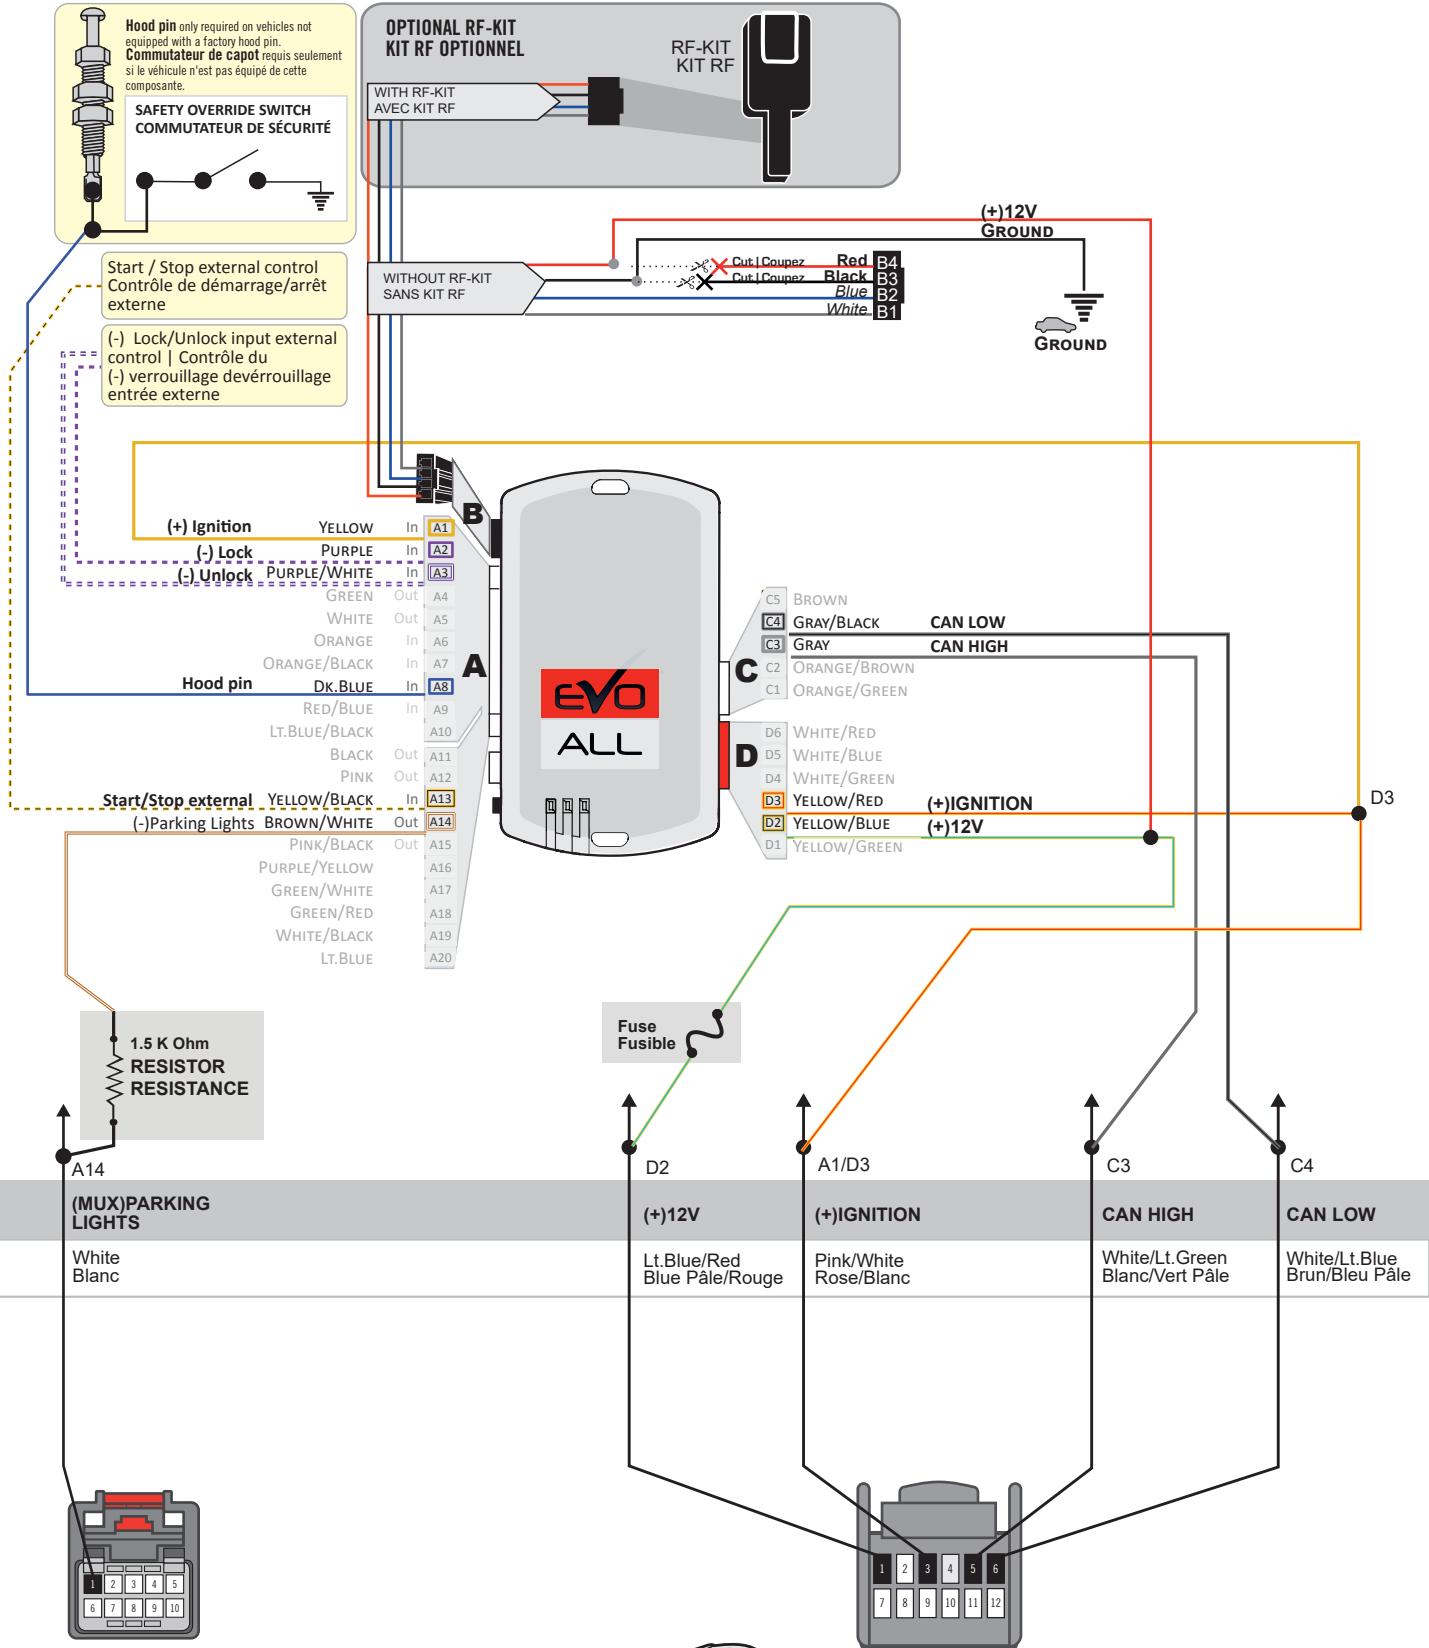 Hood pin only required on vehicles not
equipped with a factory hood pin.
Commutateur de capot requis seulement
si le véhicule n'est pas équipé de cette
composante.
SAFETY OVERRIDE SWITCH
COMMUTATEUR DE SÉCURITÉ
OPTIONAL RF-KIT
KIT RF OPTIONNEL
RF-KIT
KIT RF
WITH RF-KIT
AVEC KIT RF
Start / Stop external control
Contrôle de démarrage/arrêt
externe
(-) Lock/Unlock input external
control | Contrôle du
(-) verrouillage devérrouillage
entrée externe
WITHOUT RF-KIT
SANS KIT RF
(+)12V
GROUND
Cut | Coupez Red B4
Cut | Coupez Black B3
Blue B2
White B1
GROUND
B
(+) Ignition YELLOW In A1
(-) Lock PURPLE In A2
(-) Unlock PURPLE/WHITE In A3
GREEN Out A4
WHITE Out A5
ORANGE In A6
ORANGE/BLACK In A7
Hood pin DK.BLUE In A8
RED/BLUE In A9
LT.BLUE/BLACK A10
BLACK Out A11
PINK Out A12
Start/Stop external YELLOW/BLACK In A13
(-)Parking Lights BROWN/WHITE Out A14
PINK/BLACK Out A15
PURPLE/YELLOW A16
GREEN/WHITE A17
GREEN/RED A18
WHITE/BLACK A19
LT.BLUE A20
A
EVO
ALL
C
C5 BROWN
C4 GRAY/BLACK CAN LOW
C3 GRAY CAN HIGH
C2 ORANGE/BROWN
C1 ORANGE/GREEN
D
D6 WHITE/RED
D5 WHITE/BLUE
D4 WHITE/GREEN
D3 YELLOW/RED (+)IGNITION
D2 YELLOW/BLUE (+)12V
D1 YELLOW/GREEN
D3
1.5 K Ohm
RESISTOR
RESISTANCE
Fuse
Fusible
A14
D2
A1/D3
C3
C4
(MUX)PARKING
LIGHTS
(+)12V
(+)IGNITION
CAN HIGH
CAN LOW
White
Blanc
Lt.Blue/Red
Blue Pâle/Rouge
Pink/White
Rose/Blanc
White/Lt.Green
Blanc/Vert Pâle
White/Lt.Blue
Brun/Bleu Pâle
1 2 3 4 5
6 7 8 9 10
1 2 3 4 5 6
7 8 9 10 11 12